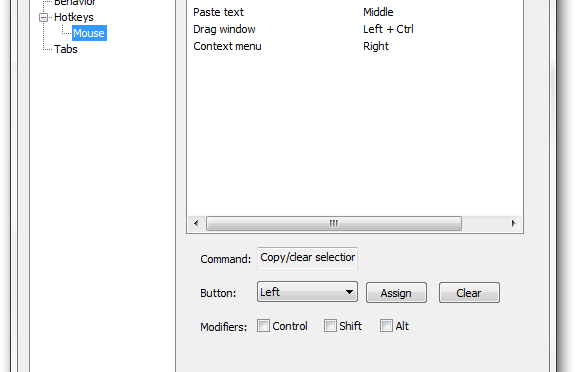 Behavior
Hotkeys
Mouse
Tabs
Paste text Middle
Drag window Left + Ctrl
Context menu Right
Command: Copy/clear selection
Button: Left Assign Clear
Modifiers: Control Shift Alt